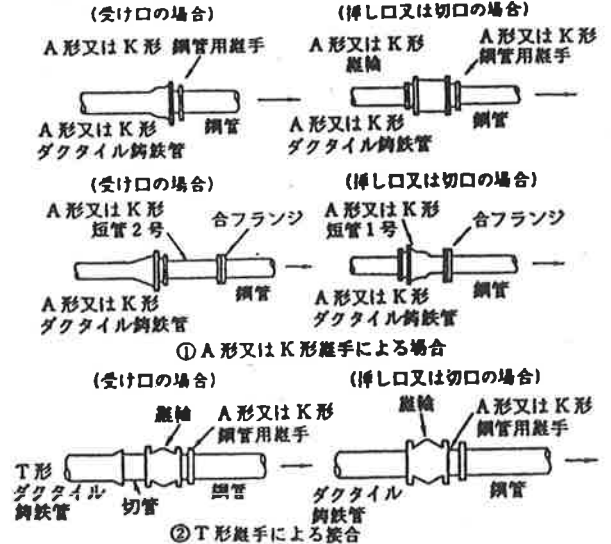 (受け口の場合)
(挿し口又は切口の場合)
A形又はK形 鋼管用継手
A形又はK形
ダクタイル鋳鉄管
鋼管
A形又はK形
継輪
A形又はK形
鋼管用継手
A形又はK形
ダクタイル鋳鉄管
鋼管
(受け口の場合)
(挿し口又は切口の場合)
A形又はK形
短管2号
合フランジ
A形又はK形
ダクタイル鋳鉄管
鋼管
A形又はK形
短管1号
合フランジ
A形又はK形
ダクタイル鋳鉄管
鋼管
①A形又はK形継手による場合
(受け口の場合)
(挿し口又は切口の場合)
継輪
A形又はK形
鋼管用継手
T形
ダクタイル
鋳鉄管
切管
鋼管
継輪
A形又はK形
鋼管用継手
ダクタイル
鋳鉄管
鋼管
②T形継手による接合